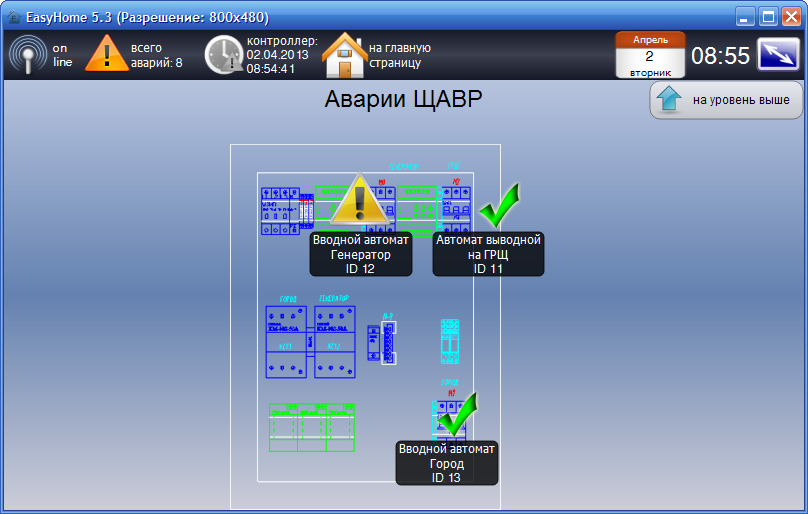 EasyHome 5.3 (Разрешение: 800x480)
on
line
всего
аварий: 8
контроллер:
02.04.2013
08:54:41
на главную
страницу
Апрель
2
вторник
08:55
Аварии ЩАВР
на уровень выше
Вводной автомат
Генератор
ID 12
Автомат выводной
на ГРЩ
ID 11
ГОРОД
ГЕНЕРАТОР
Вводной автомат
Город
ID 13